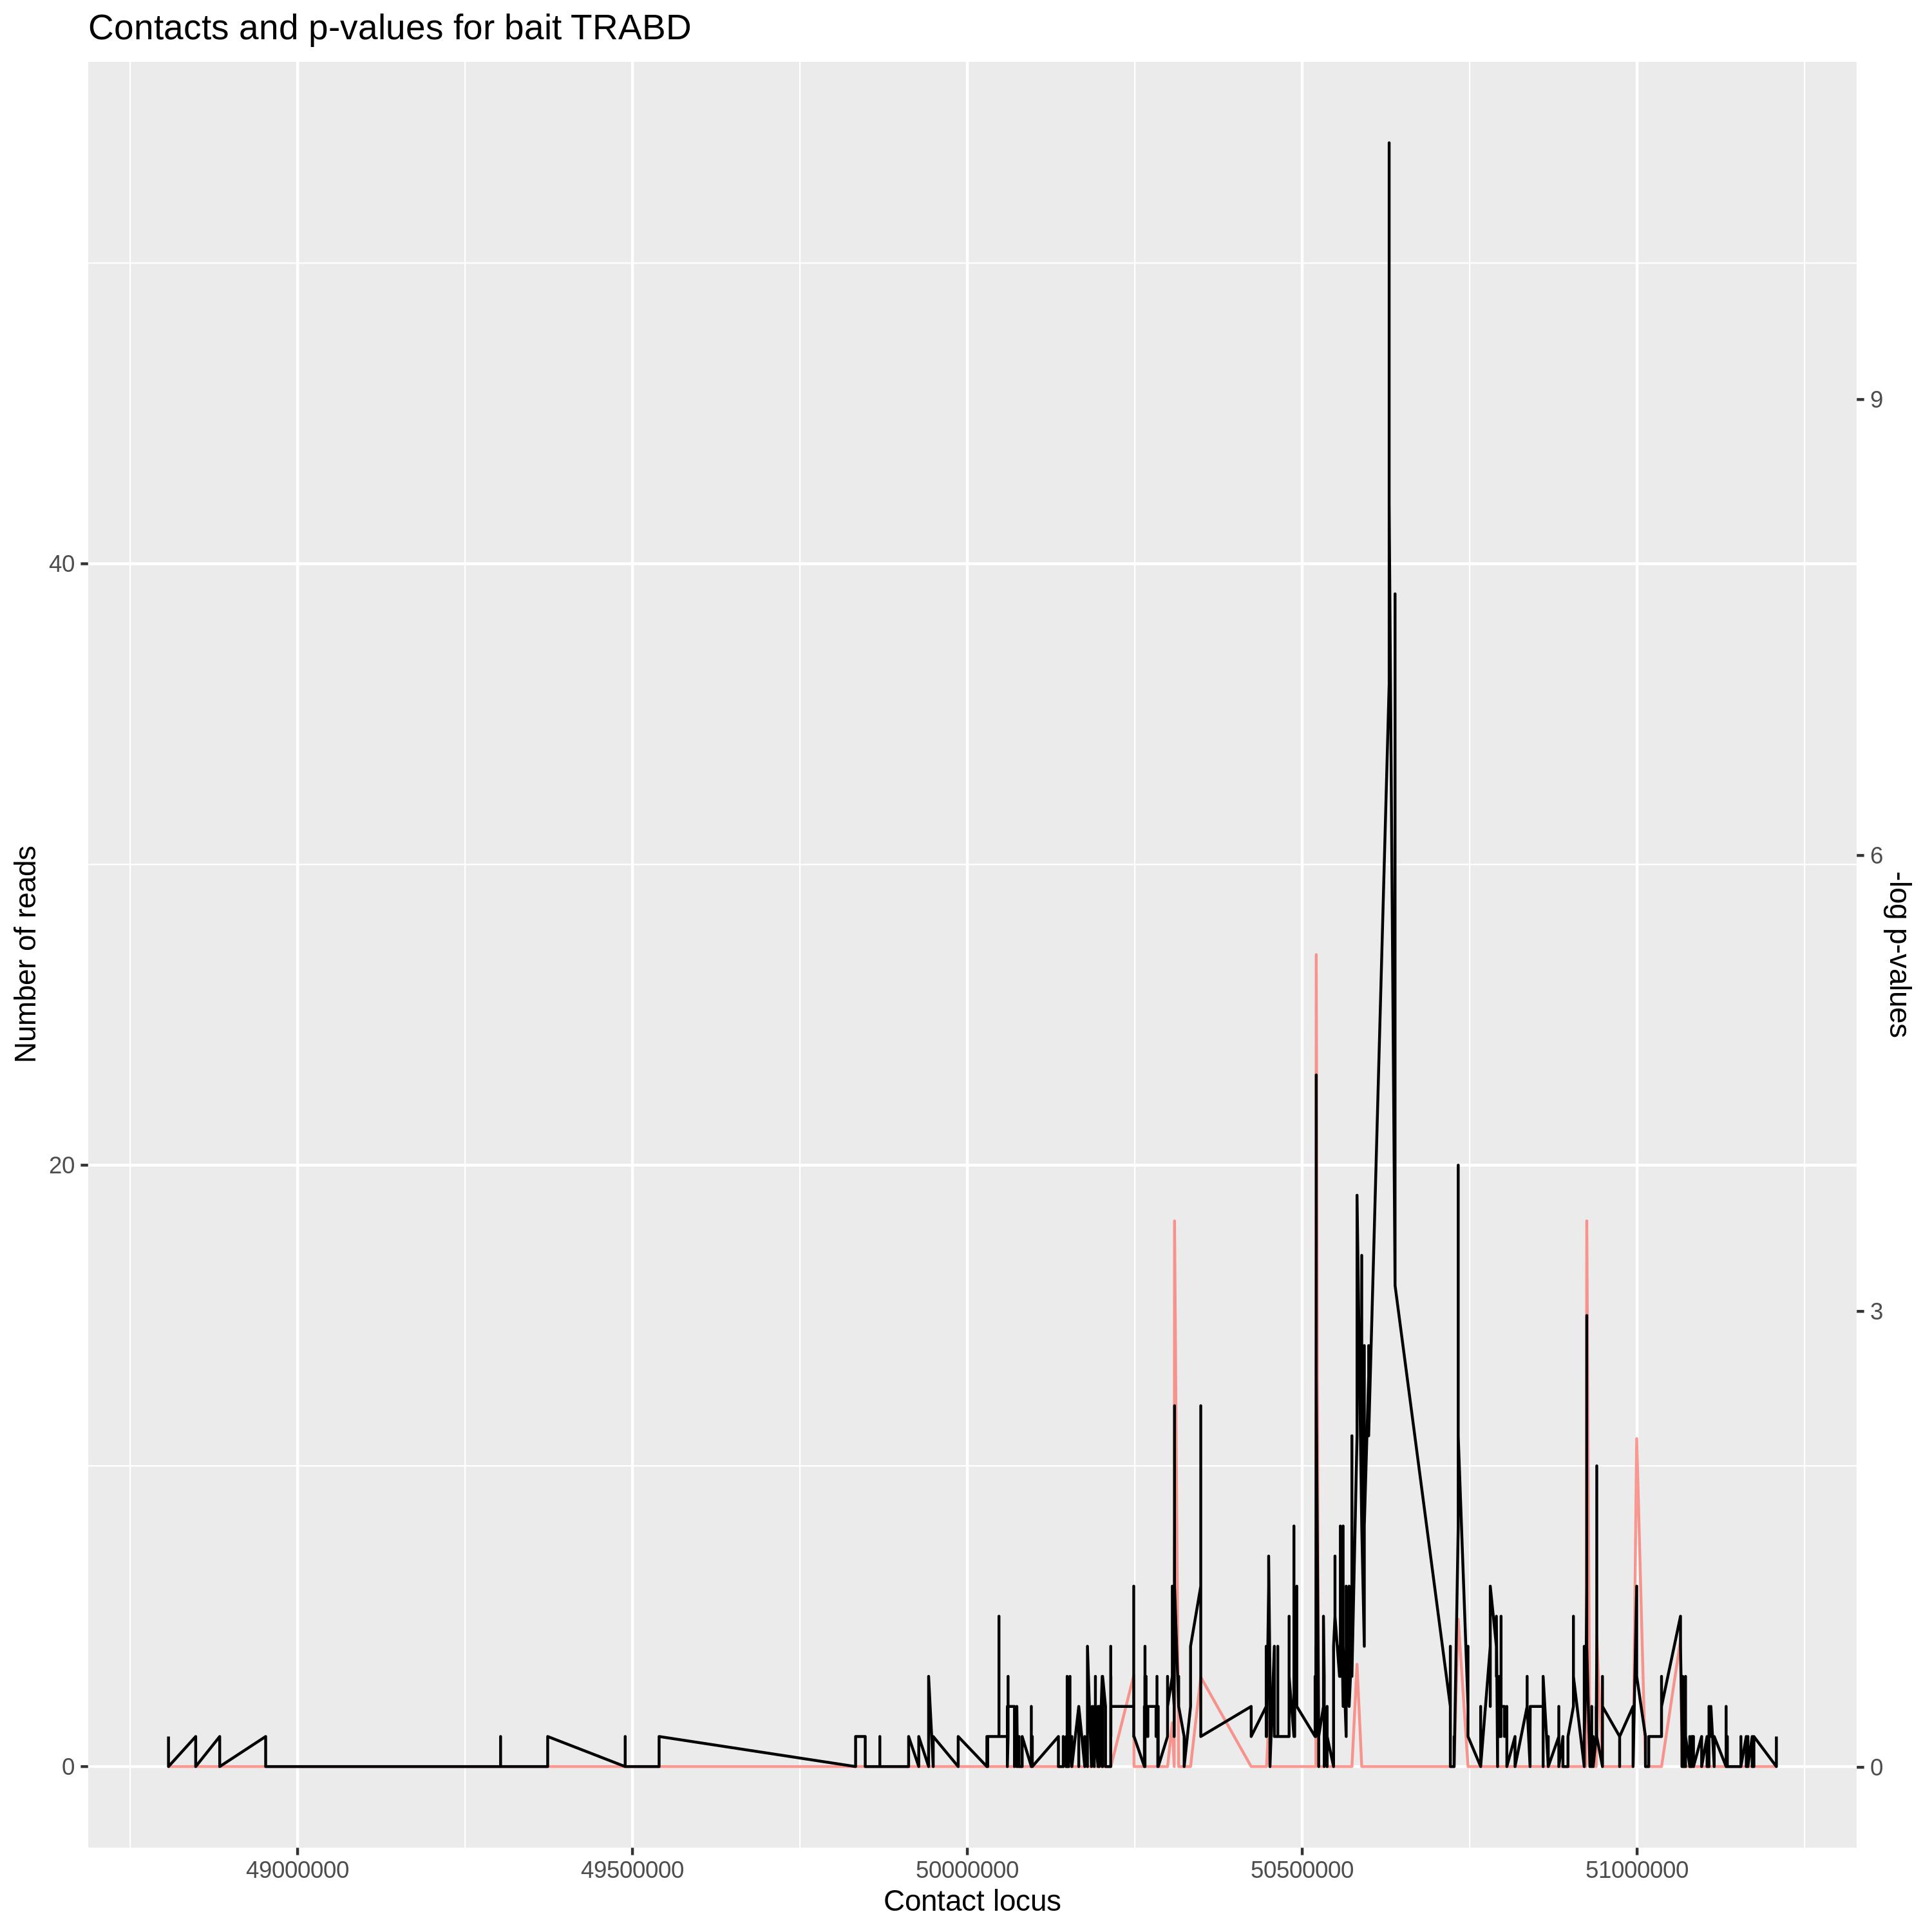 Contacts and p-values for bait TRABD
Number of reads
40
20
0
9
6
3
0
-log p-values
49000000 49500000 50000000 50500000 51000000
Contact locus